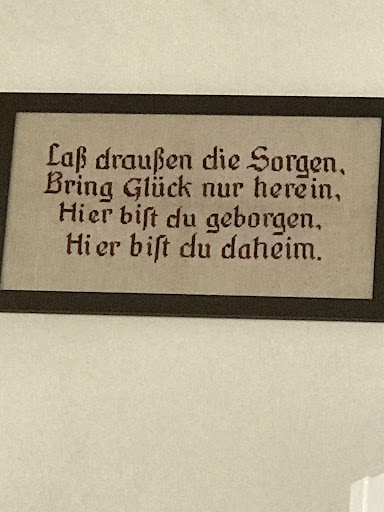 Laß draußen die Sorgen,
Bring Glück nur herein,
Hier biſt du geborgen,
Hier biſt du daheim.